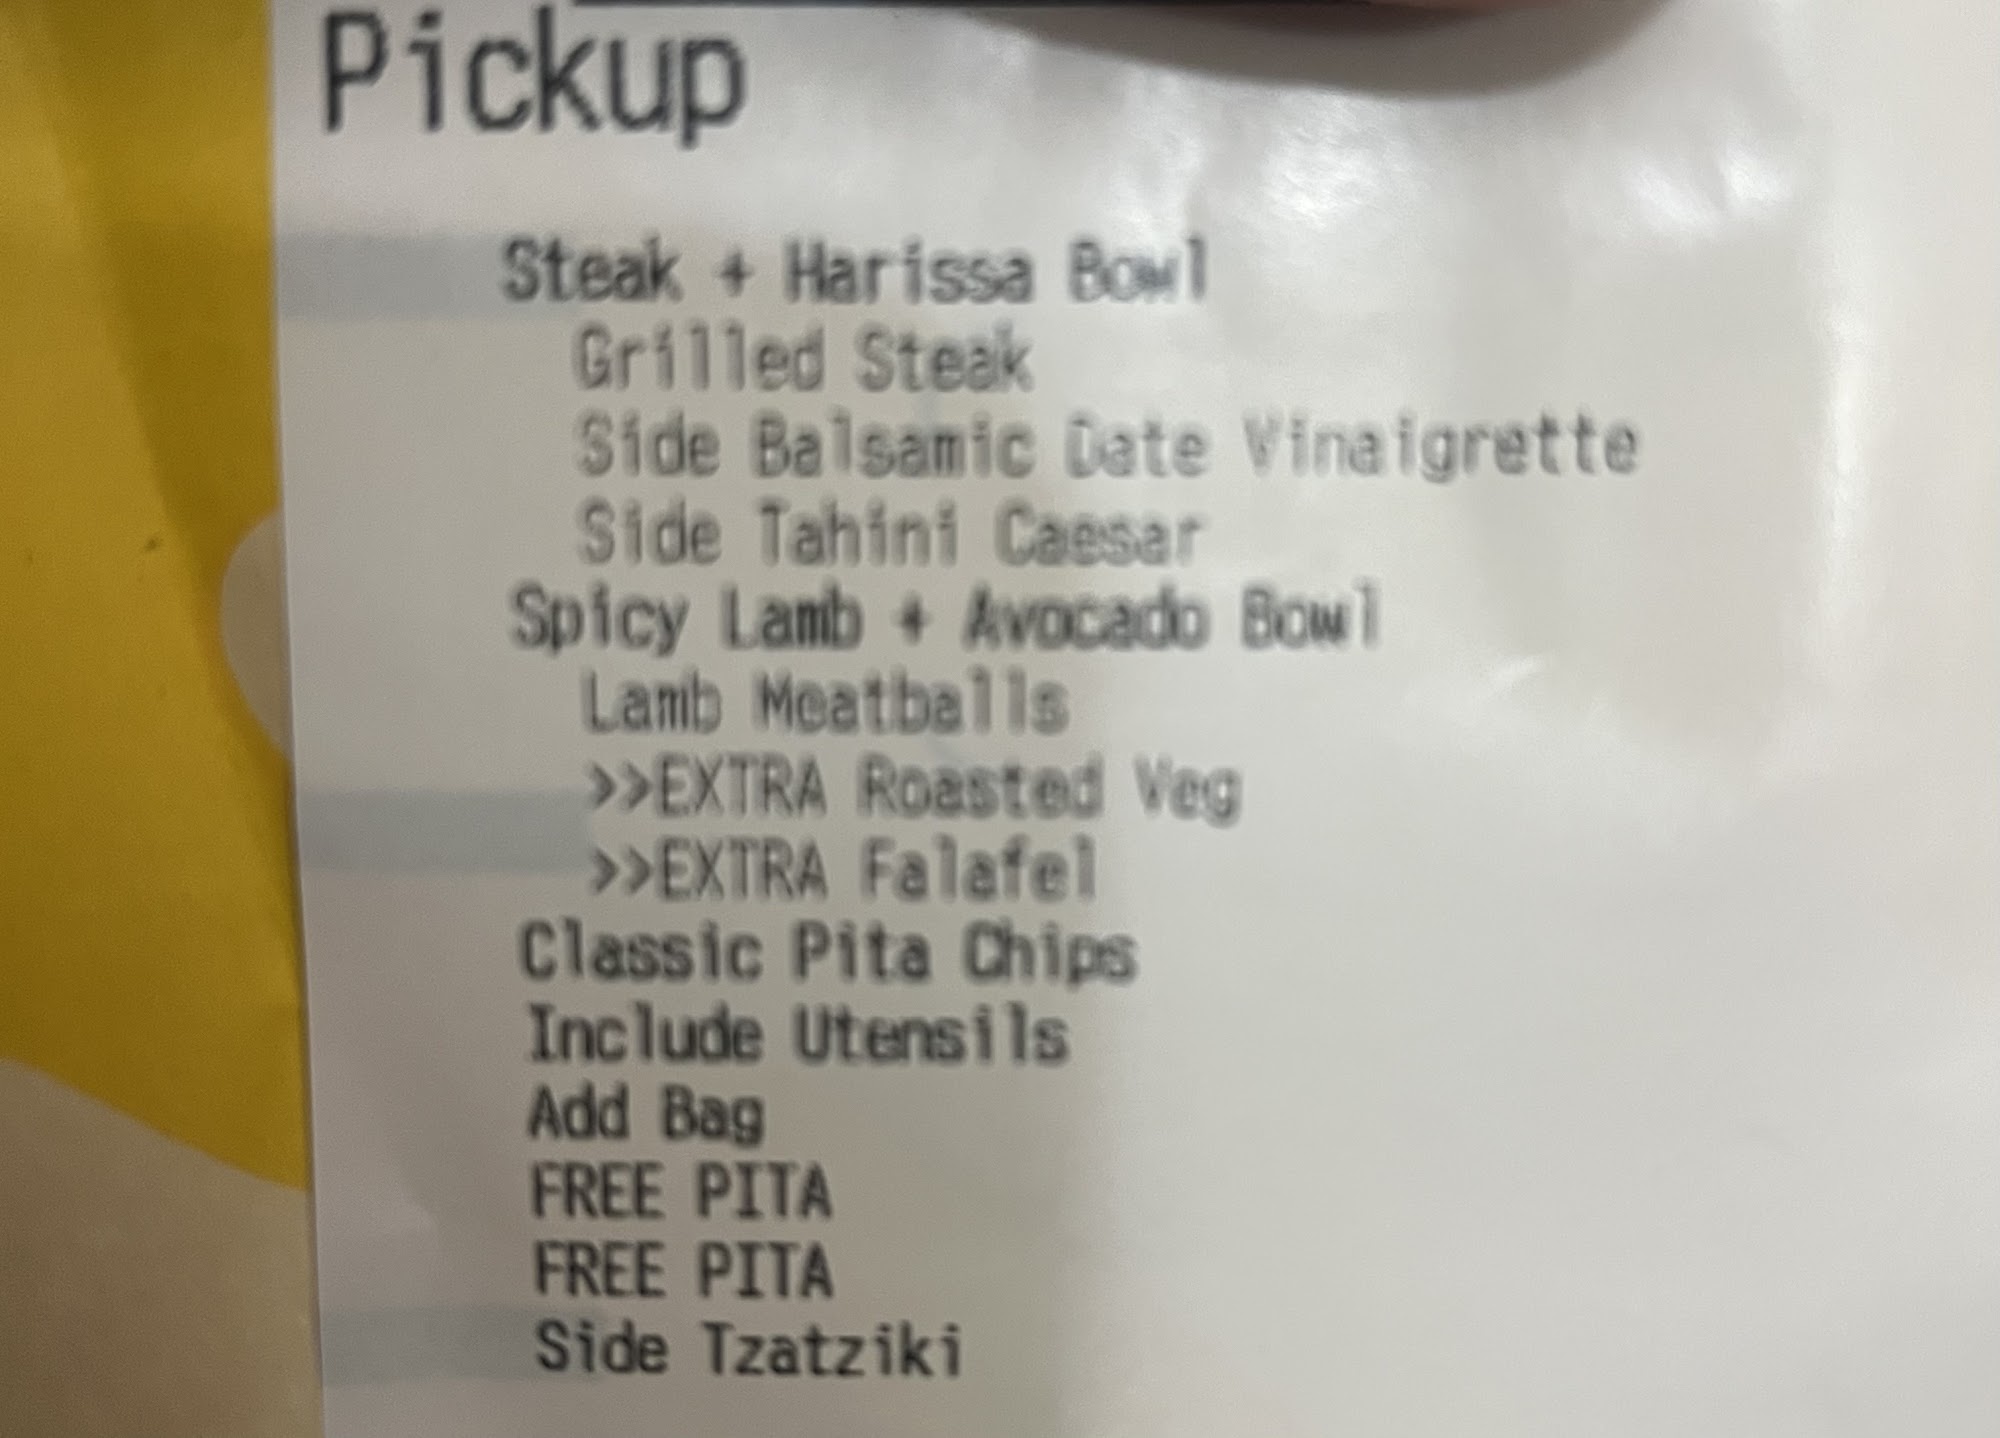 Pickup
Steak + Harissa Bowl
Grilled Steak
Side Balsamic Date Vinaigrette
Side Tahini Caesar
Spicy Lamb + Avocado Bowl
Lamb Meatballs
>>EXTRA Roasted Veg
>>EXTRA Falafel
Classic Pita Chips
Include Utensils
Add Bag
FREE PITA
FREE PITA
Side Tzatziki